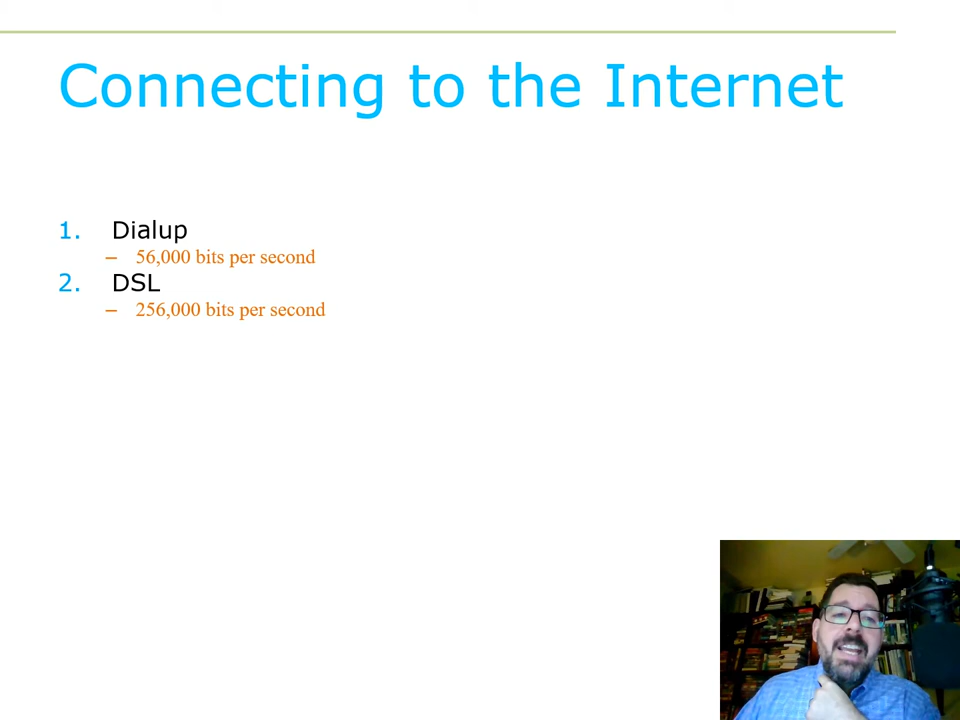 Connecting to the Internet
1. Dialup
– 56,000 bits per second
2. DSL
– 256,000 bits per second